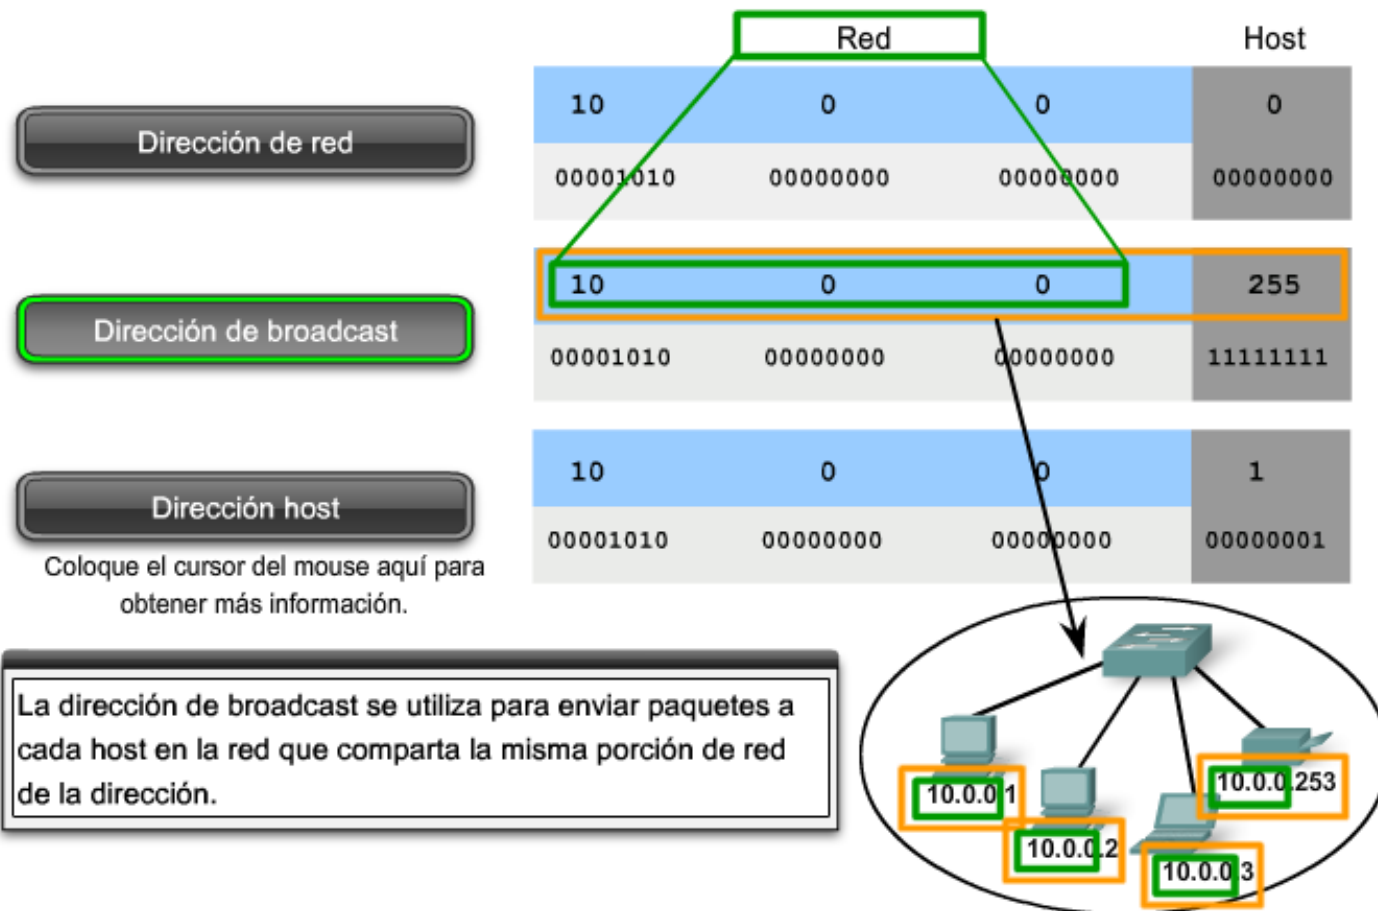 Red Host
Dirección de red
10 0 0 0
00001010 00000000 00000000 00000000
Dirección de broadcast
10 0 0 255
00001010 00000000 00000000 11111111
Dirección host
10 0 0 1
00001010 00000000 00000000 00000001
Coloque el cursor del mouse aquí para
obtener más información.
La dirección de broadcast se utiliza para enviar paquetes a
cada host en la red que comparta la misma porción de red
de la dirección.
10.0.0.1
10.0.0.2
10.0.0.3
10.0.0.253